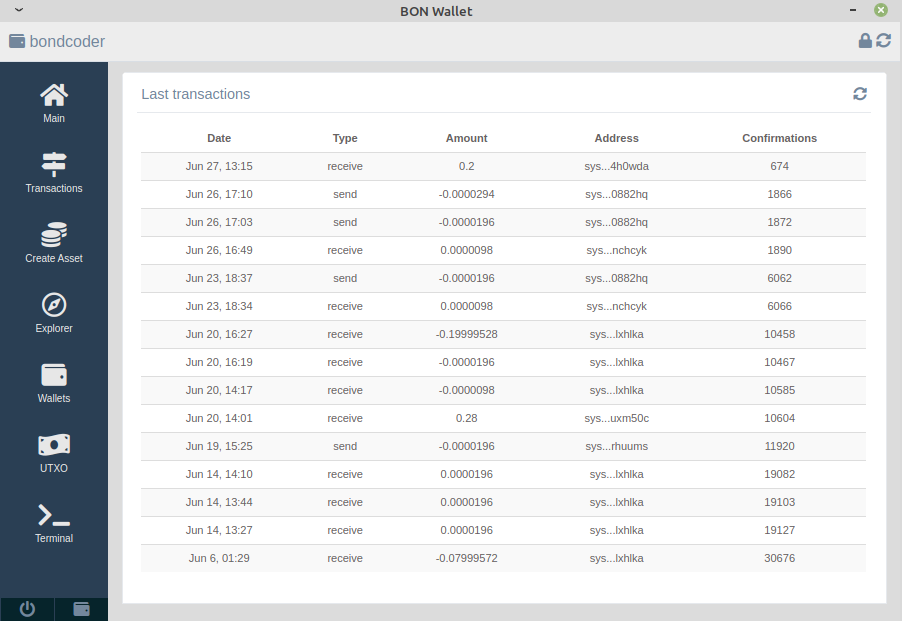 BON Wallet
bondcoder
Main
Transactions
Create Asset
Explorer
Wallets
UTXO
Terminal
Last transactions
Date Type Amount Address Confirmations
Jun 27, 13:15 receive 0.2 sys...4h0wda 674
Jun 26, 17:10 send -0.0000294 sys...0882hq 1866
Jun 26, 17:03 send -0.0000196 sys...0882hq 1872
Jun 26, 16:49 receive 0.0000098 sys...nchcyk 1890
Jun 23, 18:37 send -0.0000196 sys...0882hq 6062
Jun 23, 18:34 receive 0.0000098 sys...nchcyk 6066
Jun 20, 16:27 receive -0.19999528 sys...lxhlka 10458
Jun 20, 16:19 receive -0.0000196 sys...lxhlka 10467
Jun 20, 14:17 receive -0.0000098 sys...lxhlka 10585
Jun 20, 14:01 receive 0.28 sys...uxm50c 10604
Jun 19, 15:25 send -0.0000196 sys...rhuums 11920
Jun 14, 14:10 receive 0.0000196 sys...lxhlka 19082
Jun 14, 13:44 receive 0.0000196 sys...lxhlka 19103
Jun 14, 13:27 receive 0.0000196 sys...lxhlka 19127
Jun 6, 01:29 receive -0.07999572 sys...lxhlka 30676